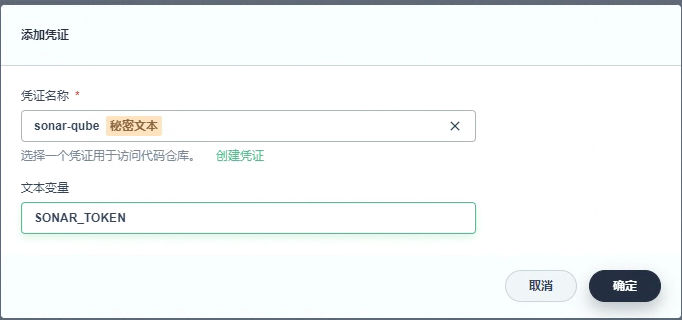 添加凭证
凭证名称 *
sonar-qube 秘密文本
选择一个凭证用于访问代码仓库。 创建凭证
文本变量
SONAR_TOKEN
取消 确定